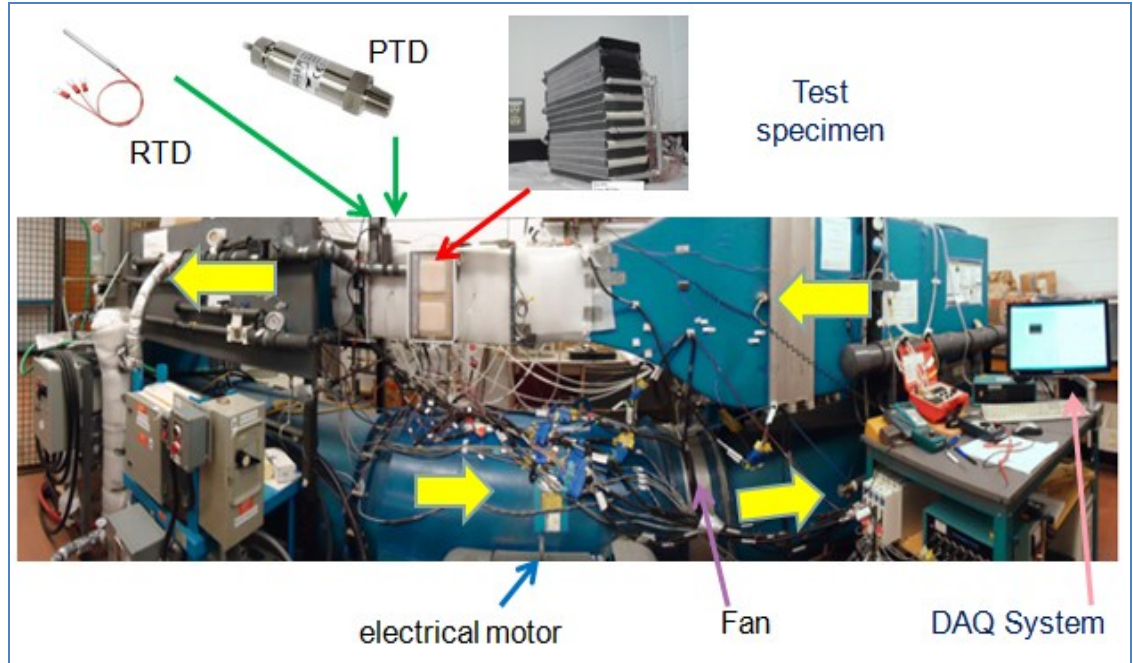 PTD
RTD
Test
specimen
electrical motor
Fan
DAQ System